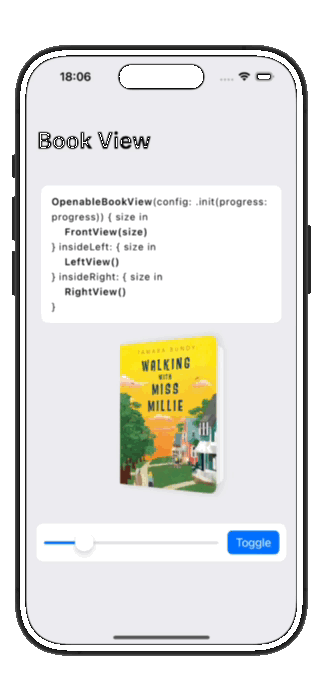 18:06
Book View
OpenableBookView(config: .init(progress:
progress)) { size in
FrontView(size)
} insideLeft: { size in
LeftView()
} insideRight: { size in
RightView()
}
TAMARA BUNDY
WALKING
WITH
MISS
MILLIE
Toggle